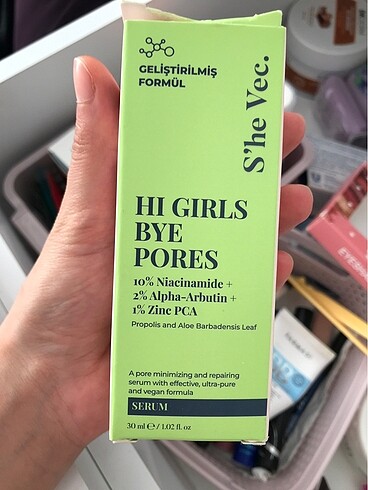 GELİŞTİRİLMİŞ
FORMÜL
S'he Vec.
HI GIRLS
BYE
PORES
10% Niacinamide +
2% Alpha-Arbutin +
1% Zinc PCA
Propolis and Aloe Barbadensis Leaf
A pore minimizing and repairing
serum with effective, ultra-pure
and vegan formula
SERUM
30 ml ℮ / 1.02 fl. oz